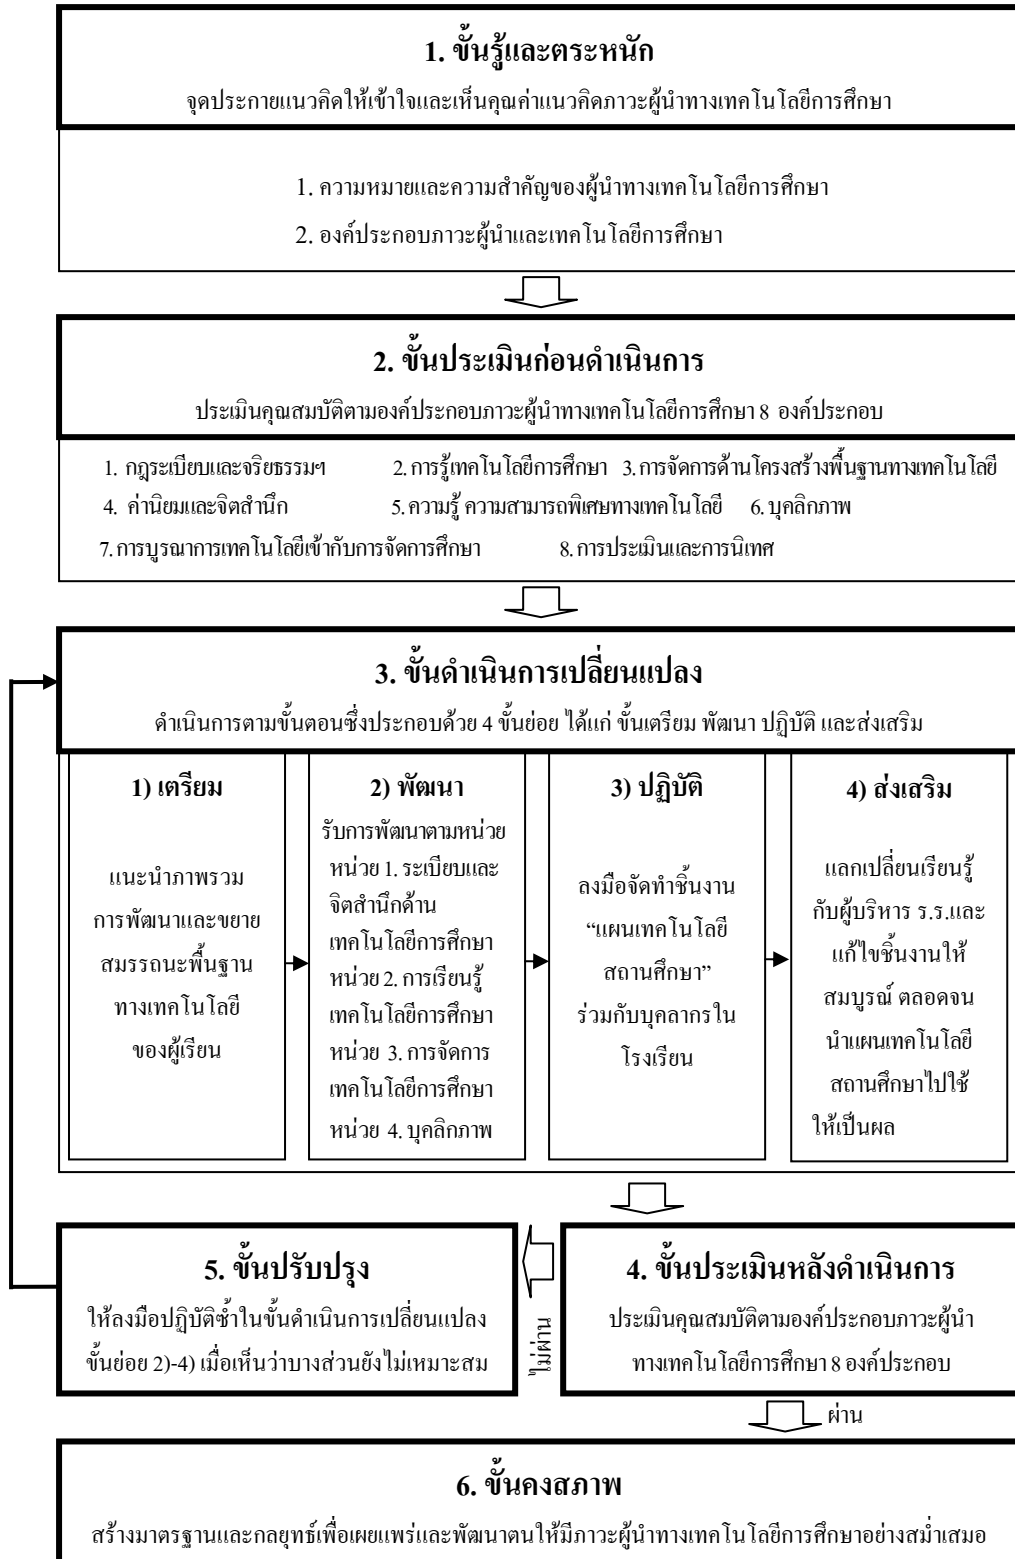 1. ขั้นรู้และตระหนัก
จุดประกายแนวคิดให้เข้าใจและเห็นคุณค่าแนวคิดภาวะผู้นำทางเทคโนโลยีการศึกษา
1. ความหมายและความสำคัญของผู้นำทางเทคโนโลยีการศึกษา
2. องค์ประกอบภาวะผู้นำและเทคโนโลยีการศึกษา
2. ขั้นประเมินก่อนดำเนินการ
ประเมินคุณสมบัติตามองค์ประกอบภาวะผู้นำทางเทคโนโลยีการศึกษา 8 องค์ประกอบ
1. กฎระเบียบและจริยธรรมฯ 2. การรู้เทคโนโลยีการศึกษา 3. การจัดการด้านโครงสร้างพื้นฐานทางเทคโนโลยี
4. ค่านิยมและจิตสำนึก 5. ความรู้ ความสามารถพิเศษทางเทคโนโลยี 6. บุคลิกภาพ
7. การบูรณาการเทคโนโลยีเข้ากับการจัดการศึกษา 8. การประเมินและการนิเทศ
3. ขั้นดำเนินการเปลี่ยนแปลง
ดำเนินการตามขั้นตอนซึ่งประกอบด้วย 4 ขั้นย่อย ได้แก่ ขั้นเตรียม พัฒนา ปฏิบัติ และส่งเสริม
1) เตรียม
แนะนำภาพรวม
การพัฒนาและขยาย
สมรรถนะพื้นฐาน
ทางเทคโนโลยี
ของผู้เรียน
2) พัฒนา
รับการพัฒนาตามหน่วย
หน่วย 1. ระเบียบและ
จิตสำนึกด้าน
เทคโนโลยีการศึกษา
หน่วย 2. การเรียนรู้
เทคโนโลยีการศึกษา
หน่วย 3. การจัดการ
เทคโนโลยีการศึกษา
หน่วย 4. บุคลิกภาพ
3) ปฏิบัติ
ลงมือจัดทำชิ้นงาน
“แผนเทคโนโลยี
สถานศึกษา”
ร่วมกับบุคลากรใน
โรงเรียน
4) ส่งเสริม
แลกเปลี่ยนเรียนรู้
กับผู้บริหาร ร.ร.และ
แก้ไขชิ้นงานให้
สมบูรณ์ ตลอดจน
นำแผนเทคโนโลยี
สถานศึกษาไปใช้
ให้เป็นผล
4. ขั้นประเมินหลังดำเนินการ
ประเมินคุณสมบัติตามองค์ประกอบภาวะผู้นำ
ทางเทคโนโลยีการศึกษา 8 องค์ประกอบ
ไม่ผ่าน
5. ขั้นปรับปรุง
ให้ลงมือปฏิบัติซ้ำในขั้นดำเนินการเปลี่ยนแปลง
ขั้นย่อย 2)-4) เมื่อเห็นว่าบางส่วนยังไม่เหมาะสม
ผ่าน
6. ขั้นคงสภาพ
สร้างมาตรฐานและกลยุทธ์เพื่อเผยแพร่และพัฒนาตนให้มีภาวะผู้นำทางเทคโนโลยีการศึกษาอย่างสม่ำเสมอ